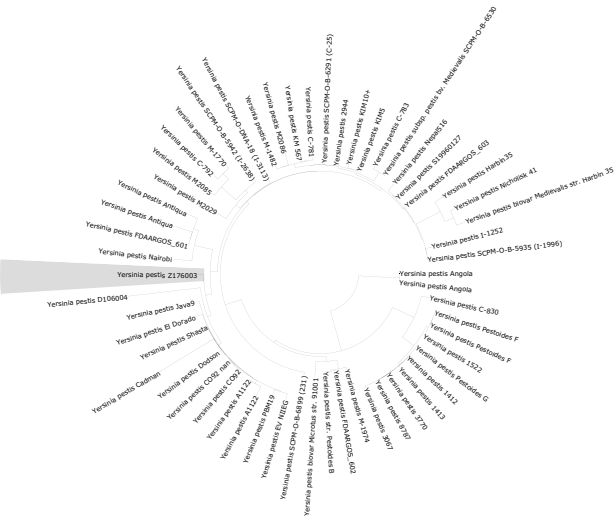 Yersinia pestis SCPM-O-B-6291 (C-25)
Yersinia pestis 2944
Yersinia pestis KIM10+
Yersinia pestis KIM5
Yersinia pestis C-783
Yersinia pestis subsp. pestis bv. Medievalis SCPM-O-B-6530
Yersinia pestis Nepal516
Yersinia pestis S19960127
Yersinia pestis FDAARGOS_603
Yersinia pestis Harbin35
Yersinia pestis Nicholisk 41
Yersinia pestis biovar Medievalis str. Harbin 35
Yersinia pestis I-1252
Yersinia pestis SCPM-O-B-5935 (I-1996)
Yersinia pestis Angola
Yersinia pestis Angola
Yersinia pestis C-830
Yersinia pestis Pestoides F
Yersinia pestis Pestoides F
Yersinia pestis 1522
Yersinia pestis Pestoides G
Yersinia pestis 1412
Yersinia pestis 1413
Yersinia pestis 3770
Yersinia pestis 8787
Yersinia pestis 3067
Yersinia pestis M-1974
Yersinia pestis FDAARGOS_602
Yersinia pestis str. Pestoides B
Yersinia pestis biovar Microtus str. 91001
Yersinia pestis SCPM-O-B-6899 (231)
Yersinia pestis EV NIIEG
Yersinia pestis PBM19
Yersinia pestis A1122
Yersinia pestis A1122
Yersinia pestis CO92
Yersinia pestis CO92_nan
Yersinia pestis Dodson
Yersinia pestis Cadman
Yersinia pestis Shasta
Yersinia pestis El Dorado
Yersinia pestis Java9
Yersinia pestis D106004
Yersinia pestis Z176003
Yersinia pestis Nairobi
Yersinia pestis FDAARGOS_601
Yersinia pestis Antiqua
Yersinia pestis Antiqua
Yersinia pestis M2029
Yersinia pestis M2085
Yersinia pestis C-792
Yersinia pestis M-1770
Yersinia pestis SCPM-O-B-5942 (I-2638)
Yersinia pestis SCPM-O-DNA-18 (I-3113)
Yersinia pestis M-1482
Yersinia pestis M2086
Yersinia pestis KM 567
Yersinia pestis C-781